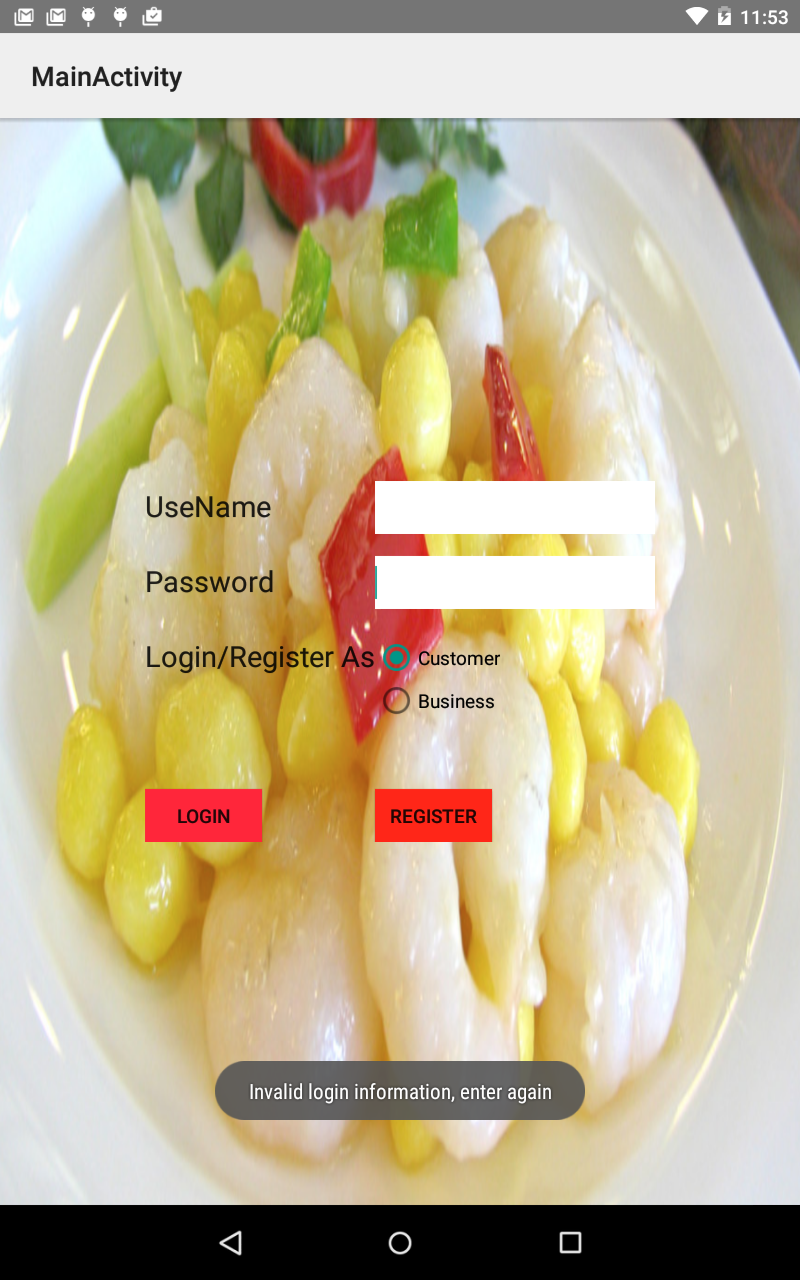 11:53
MainActivity
UseName
Password
Login/Register As Customer
Business
LOGIN REGISTER
Invalid login information, enter again